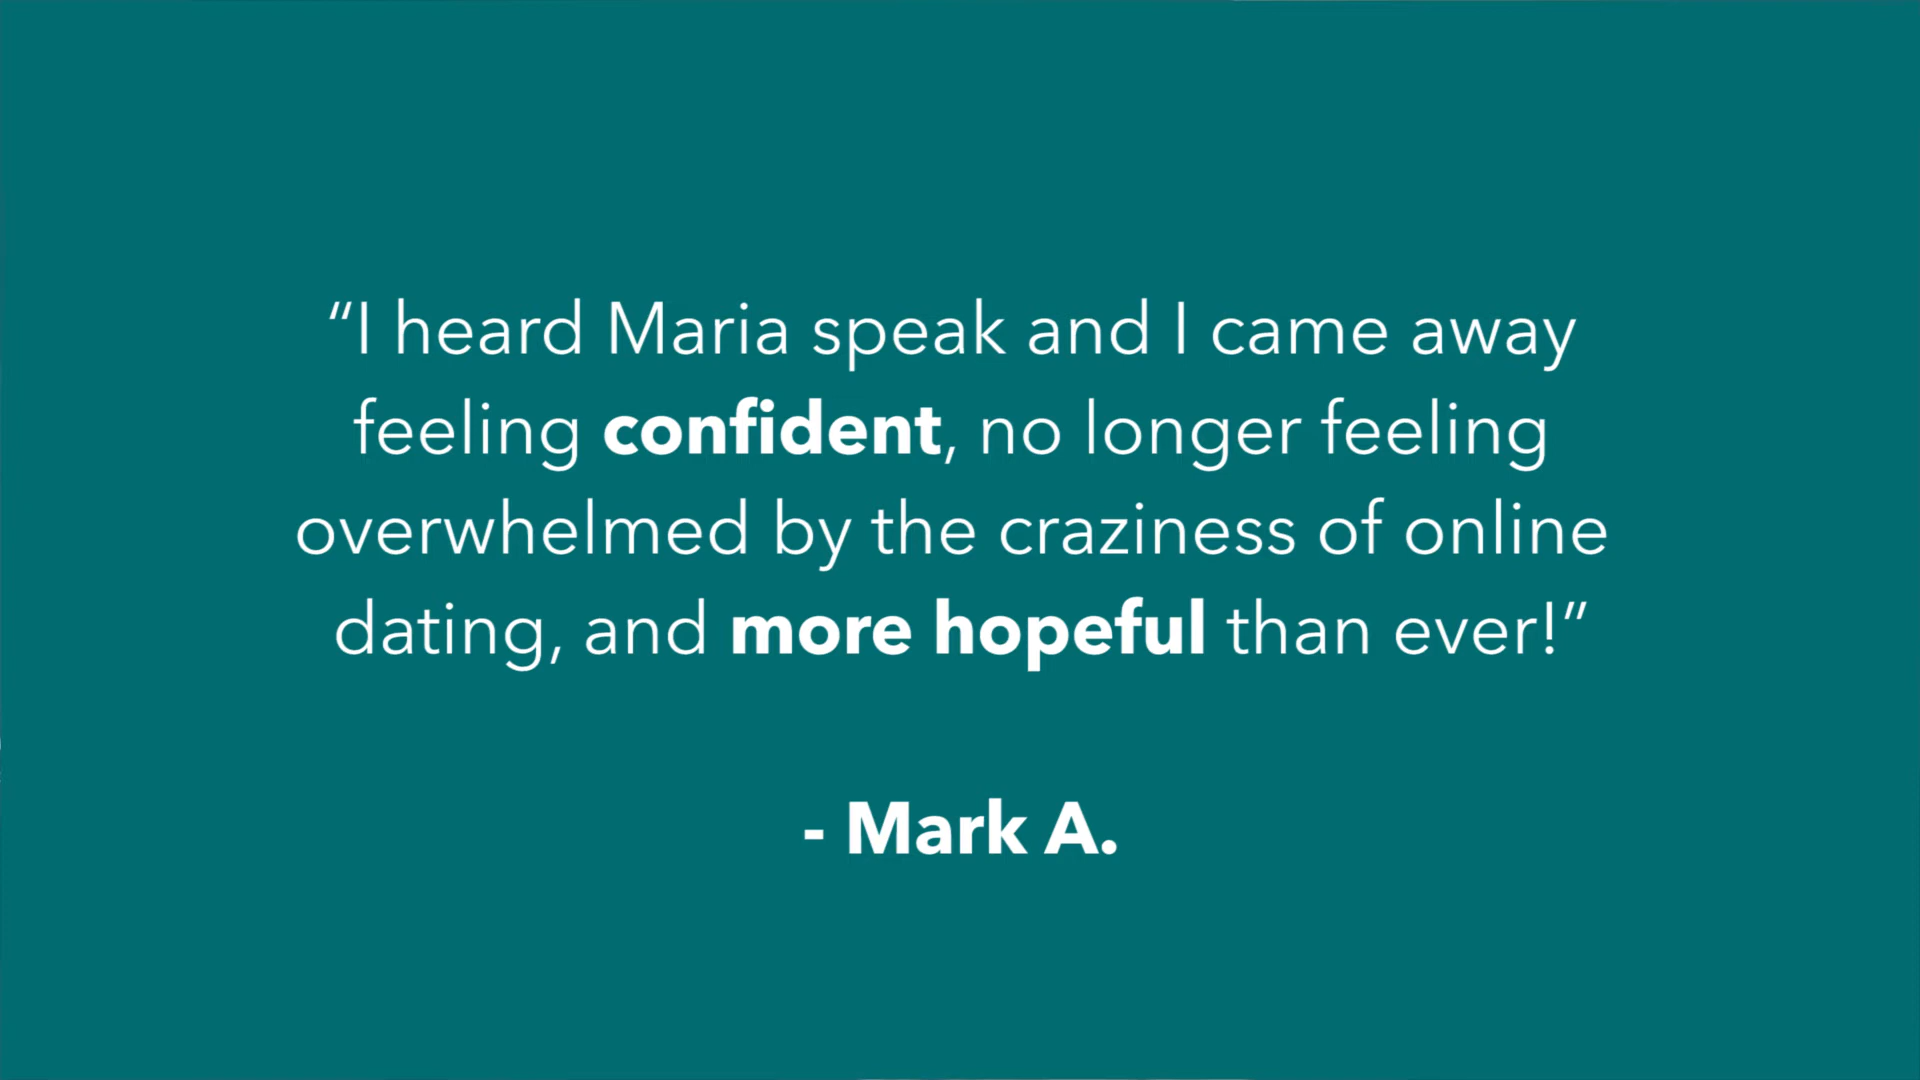 “I heard Maria speak and I came away
feeling confident, no longer feeling
overwhelmed by the craziness of online
dating, and more hopeful than ever!”
- Mark A.